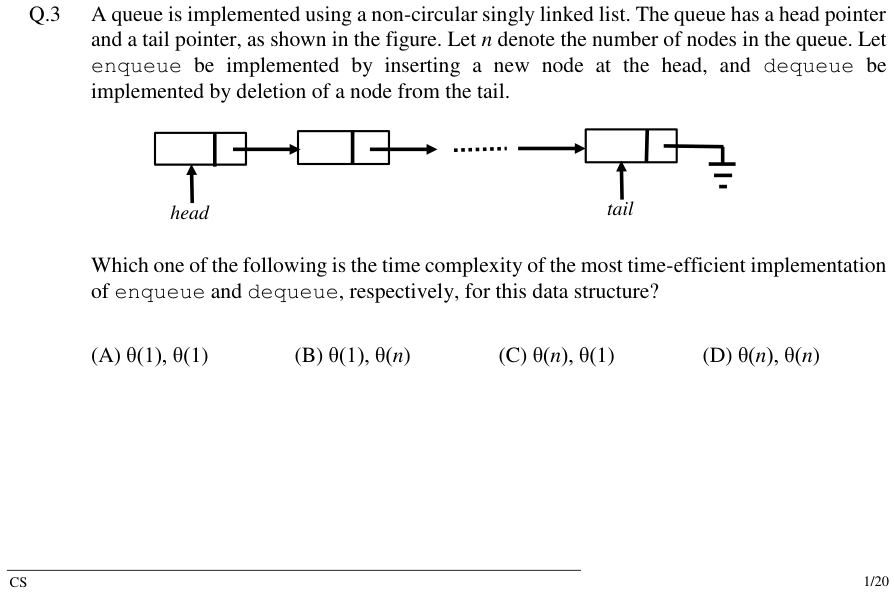 Q.3 A queue is implemented using a non-circular singly linked list. The queue has a head pointer
and a tail pointer, as shown in the figure. Let n denote the number of nodes in the queue. Let
enqueue be implemented by inserting a new node at the head, and dequeue be
implemented by deletion of a node from the tail.
head
tail
Which one of the following is the time complexity of the most time-efficient implementation
of enqueue and dequeue, respectively, for this data structure?
(A) θ(1), θ(1) (B) θ(1), θ(n) (C) θ(n), θ(1) (D) θ(n), θ(n)
CS 1/20